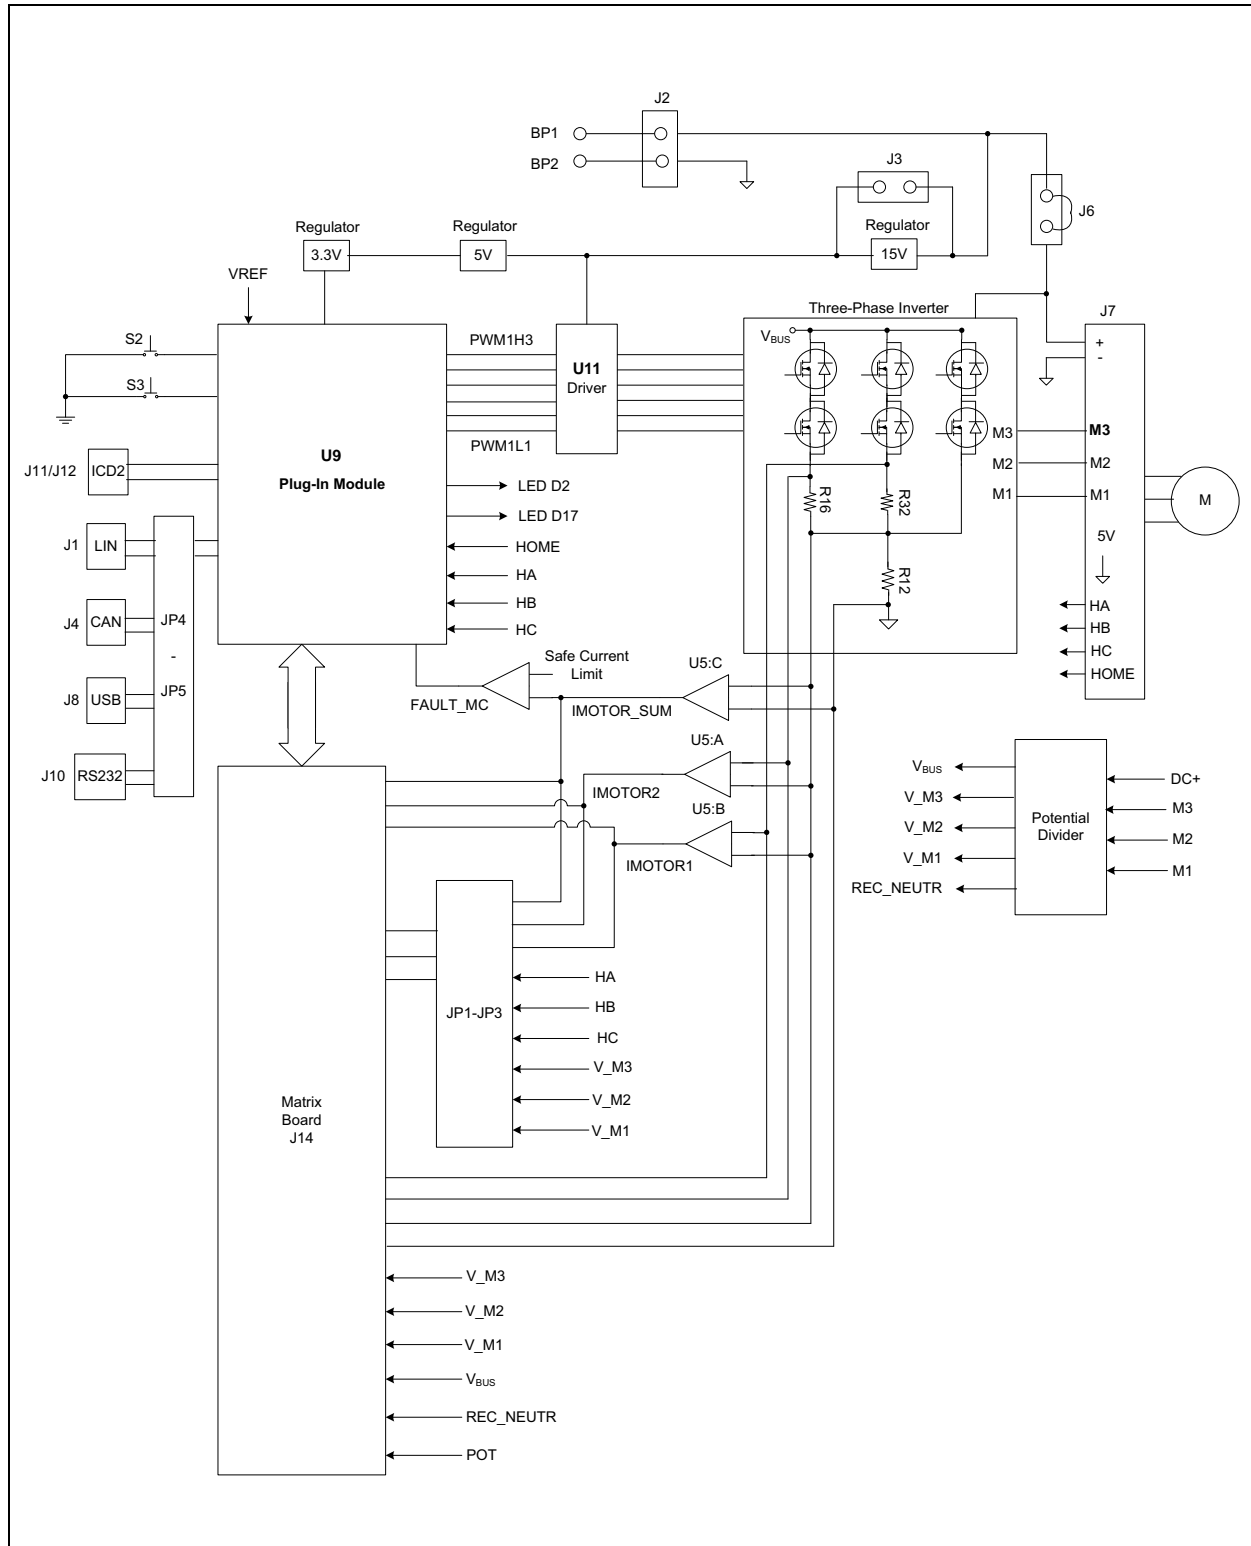 J2
BP1
BP2
J3
J6
Regulator
3.3V
Regulator
5V
Regulator
15V
VREF
Three-Phase Inverter
J7
S2
S3
PWM1H3
U11
Driver
VBUS
+
-
U9
Plug-In Module
PWM1L1
M3
M3
M2
M2
M1
M1
M
J11/J12
ICD2
LED D2
LED D17
R16
R32
R12
5V
J1
LIN
HOME
HA
HB
HC
HA
HB
HC
HOME
J4
CAN
JP4
-
JP5
J8
USB
J10
RS232
Safe Current
Limit
FAULT_MC
U5:C
IMOTOR_SUM
U5:A
IMOTOR2
U5:B
IMOTOR1
VBUS
V_M3
V_M2
V_M1
REC_NEUTR
Potential
Divider
DC+
M3
M2
M1
JP1-JP3
HA
HB
HC
V_M3
V_M2
V_M1
Matrix
Board
J14
V_M3
V_M2
V_M1
VBUS
REC_NEUTR
POT